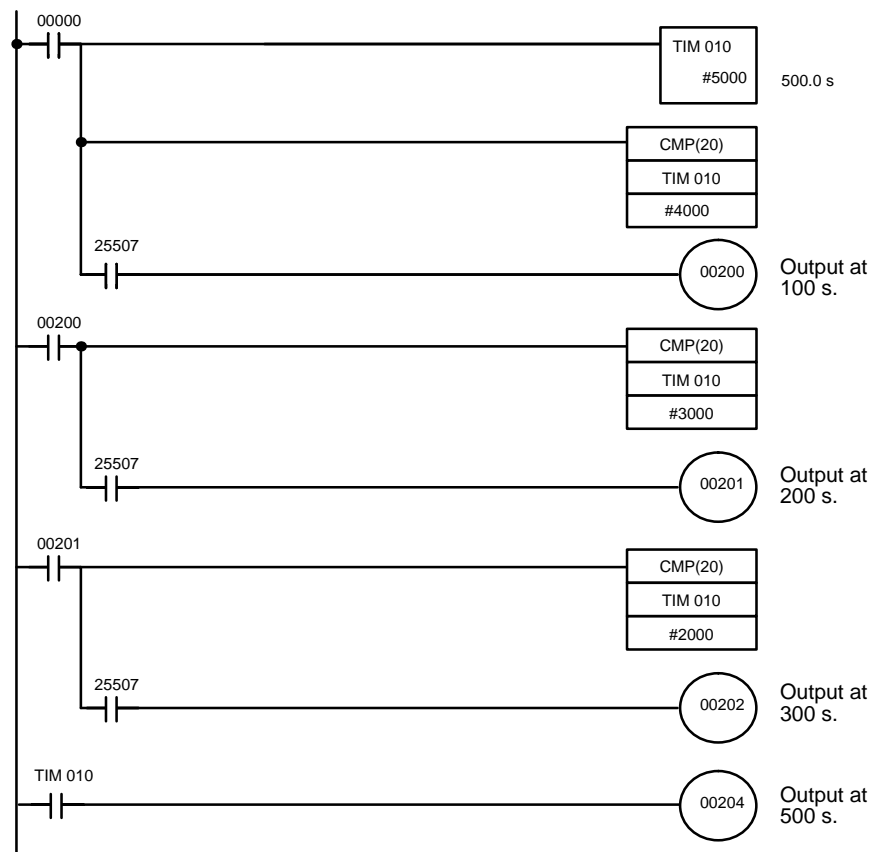 00000
TIM 010
#5000
500.0 s
CMP(20)
TIM 010
#4000
25507
00200
Output at
100 s.
00200
CMP(20)
TIM 010
#3000
25507
00201
Output at
200 s.
00201
CMP(20)
TIM 010
#2000
25507
00202
Output at
300 s.
TIM 010
00204
Output at
500 s.